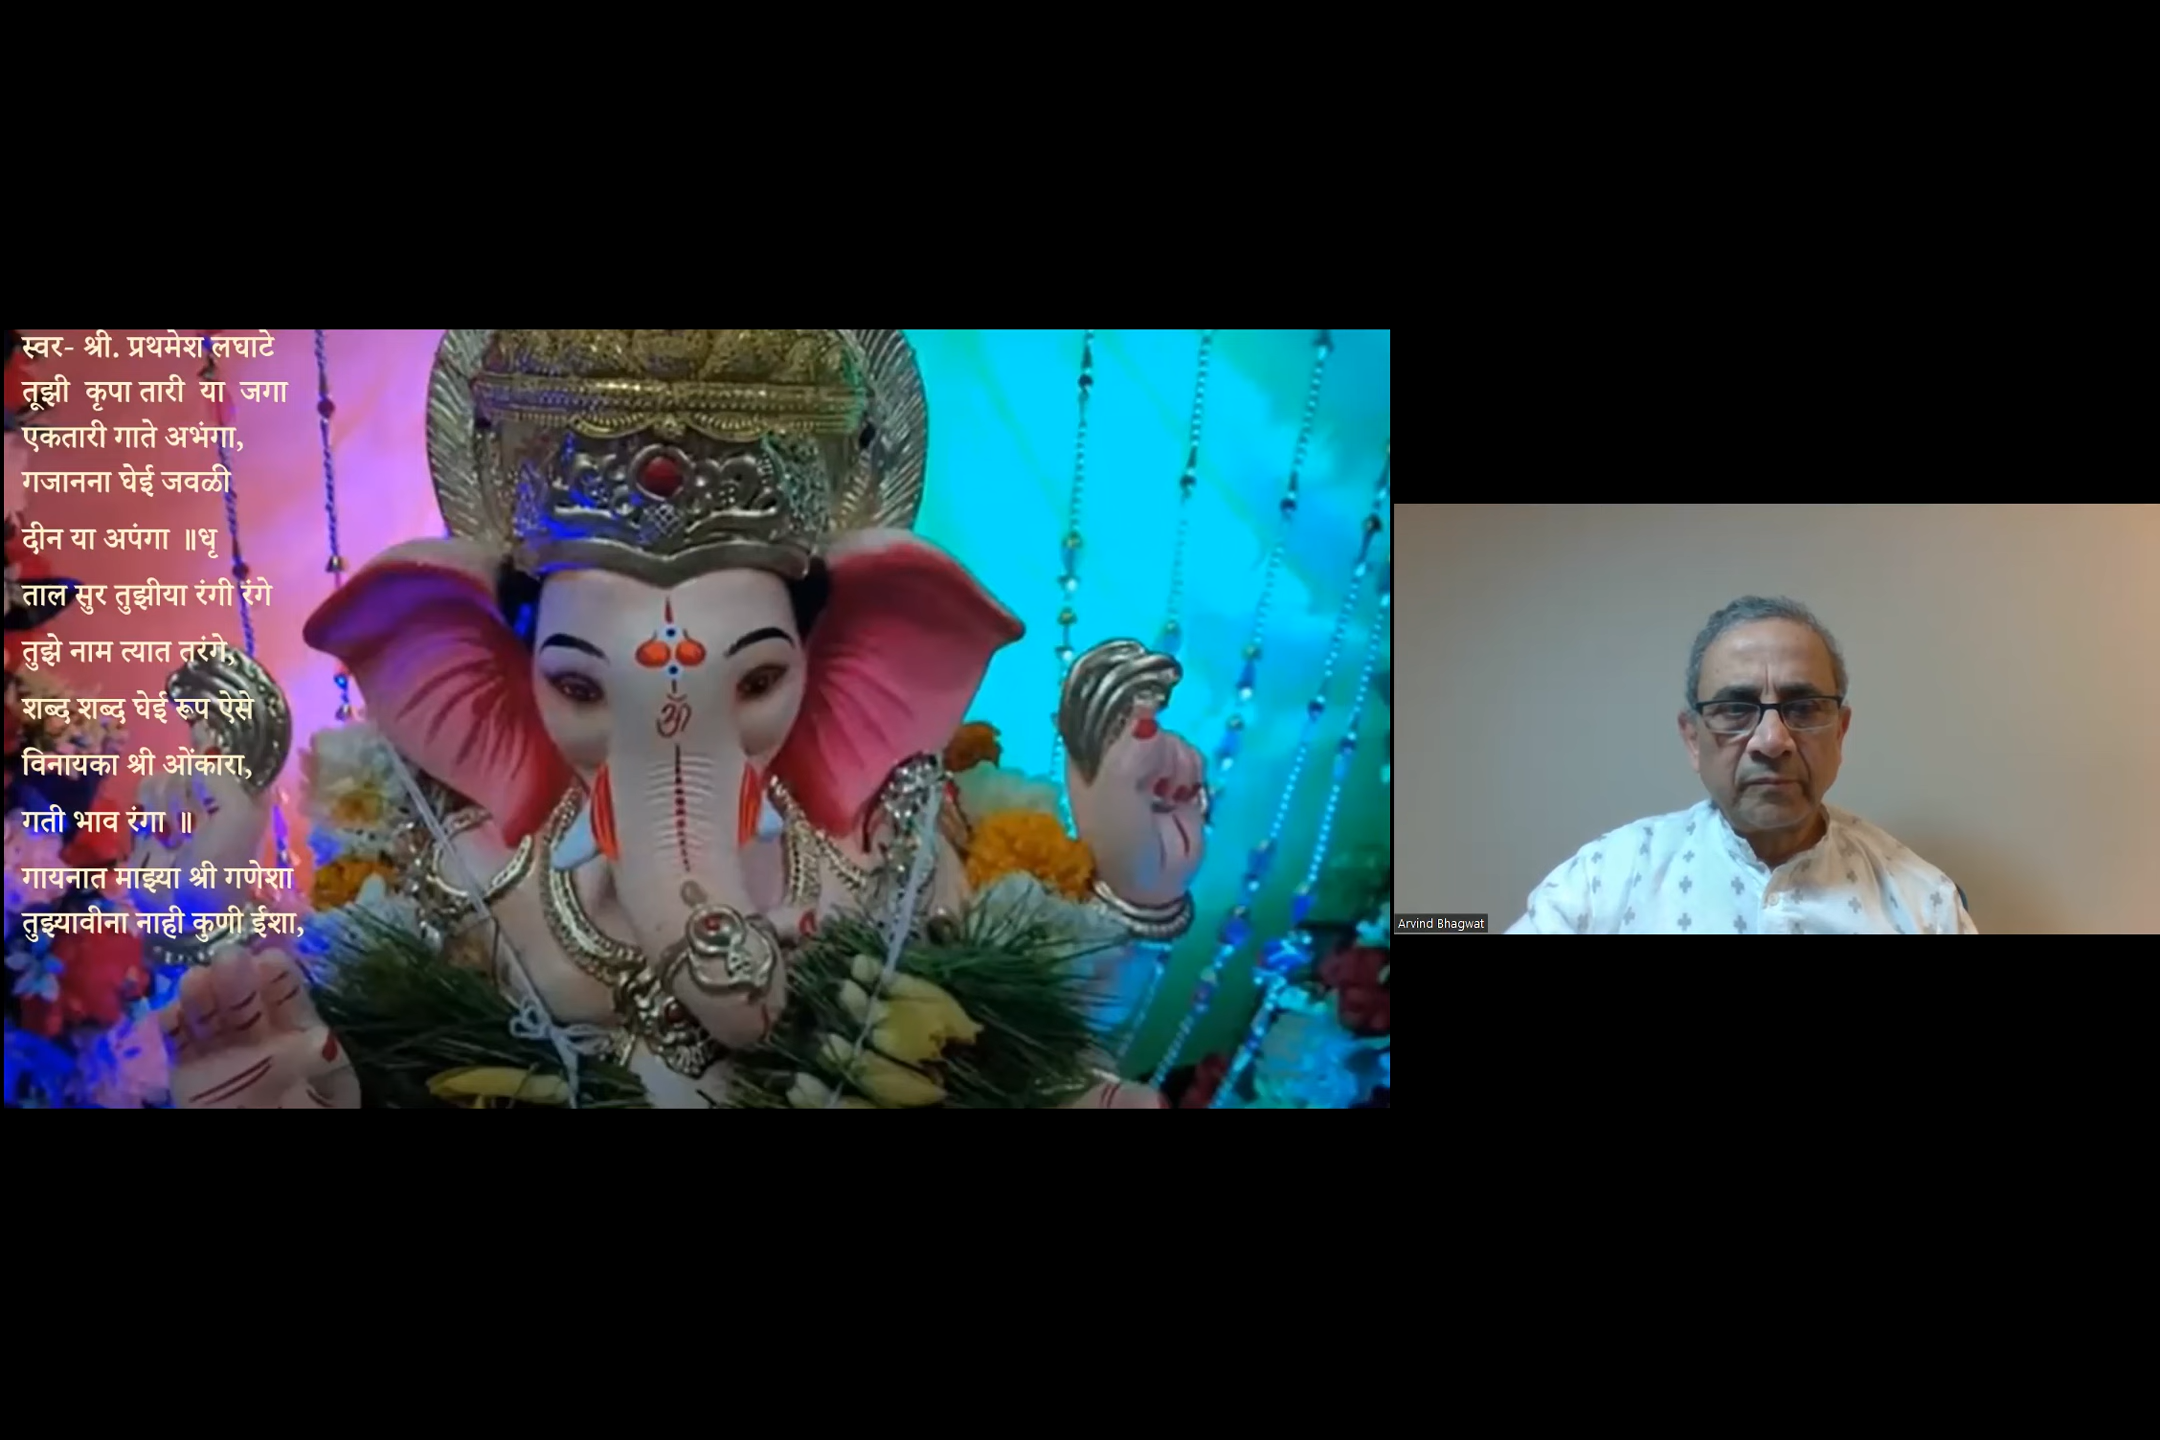 स्वर- श्री. प्रथमेश लघाटे
तूझी कृपा तारी या जगा
एकतारी गाते अभंगा,
गजानना घेई जवळी
दीन या अपंगा ॥धृ
ताल सुर तुझीया रंगी रंगे
तुझे नाम त्यात तरंगे,
शब्द शब्द घेई रूप ऐसे
विनायका श्री ओंकारा,
गती भाव रंगा ॥
गायनात माझ्या श्री गणेशा
तुझ्यावीना नाही कुणी ईशा,
ॐ
Arvind Bhagwat